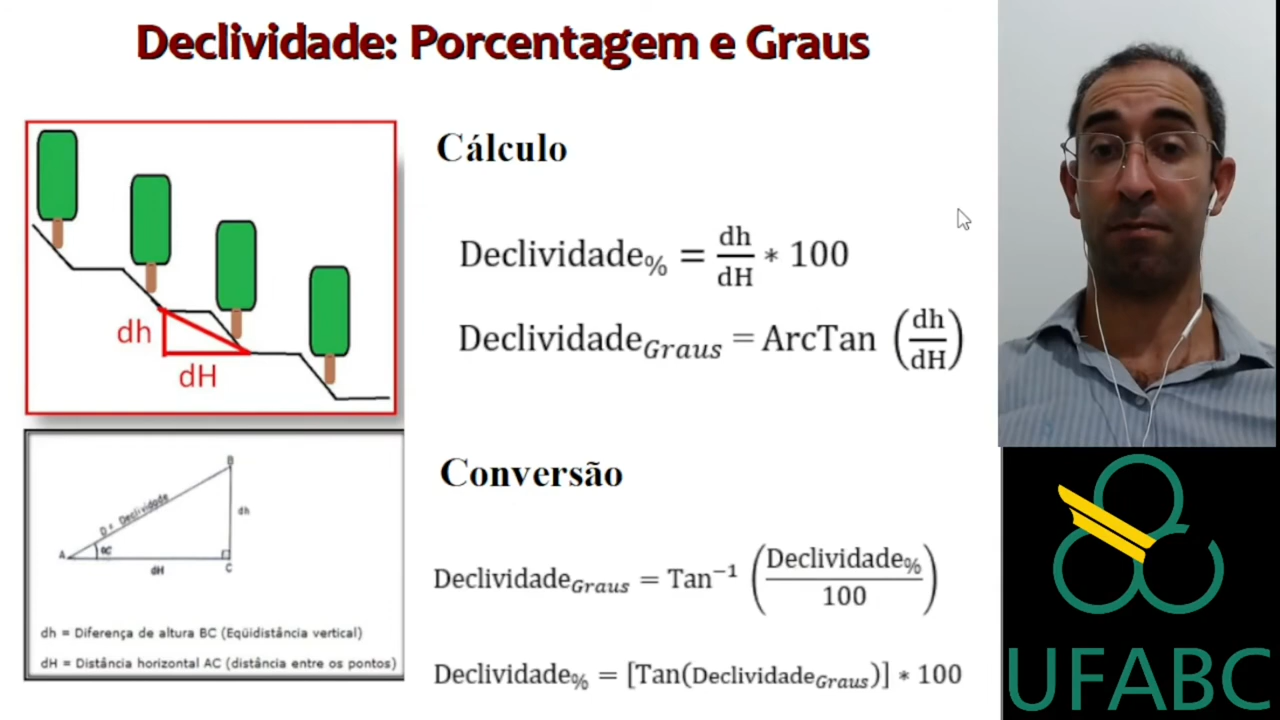 Declividade: Porcentagem e Graus
dh
dH
Cálculo
Declividade% = dh/dH * 100
Declividade_Graus = ArcTan (dh/dH)
B
D = Declividade
dh
A
α
dH
C
dh = Diferença de altura BC (Eqüidistância vertical)
dH = Distância horizontal AC (distância entre os pontos)
Conversão
Declividade_Graus = Tan⁻¹ (Declividade%/100)
Declividade% = [Tan(Declividade_Graus)] * 100
UFABC